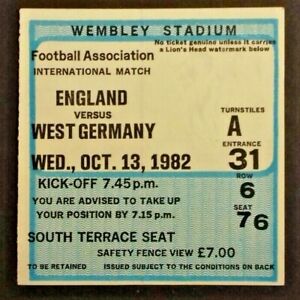 WEMBLEY STADIUM
No ticket genuine unless it carries
a Lion's Head watermark below
Football Association
INTERNATIONAL MATCH
ENGLAND
VERSUS
WEST GERMANY
WED., OCT. 13, 1982
KICK-OFF 7.45 p.m.
YOU ARE ADVISED TO TAKE UP
YOUR POSITION BY 7.15 p.m.
TURNSTILES
A
ENTRANCE
31
ROW
6
SEAT
76
SOUTH TERRACE SEAT
SAFETY FENCE VIEW £7.00
TO BE RETAINED ISSUED SUBJECT TO THE CONDITIONS ON BACK